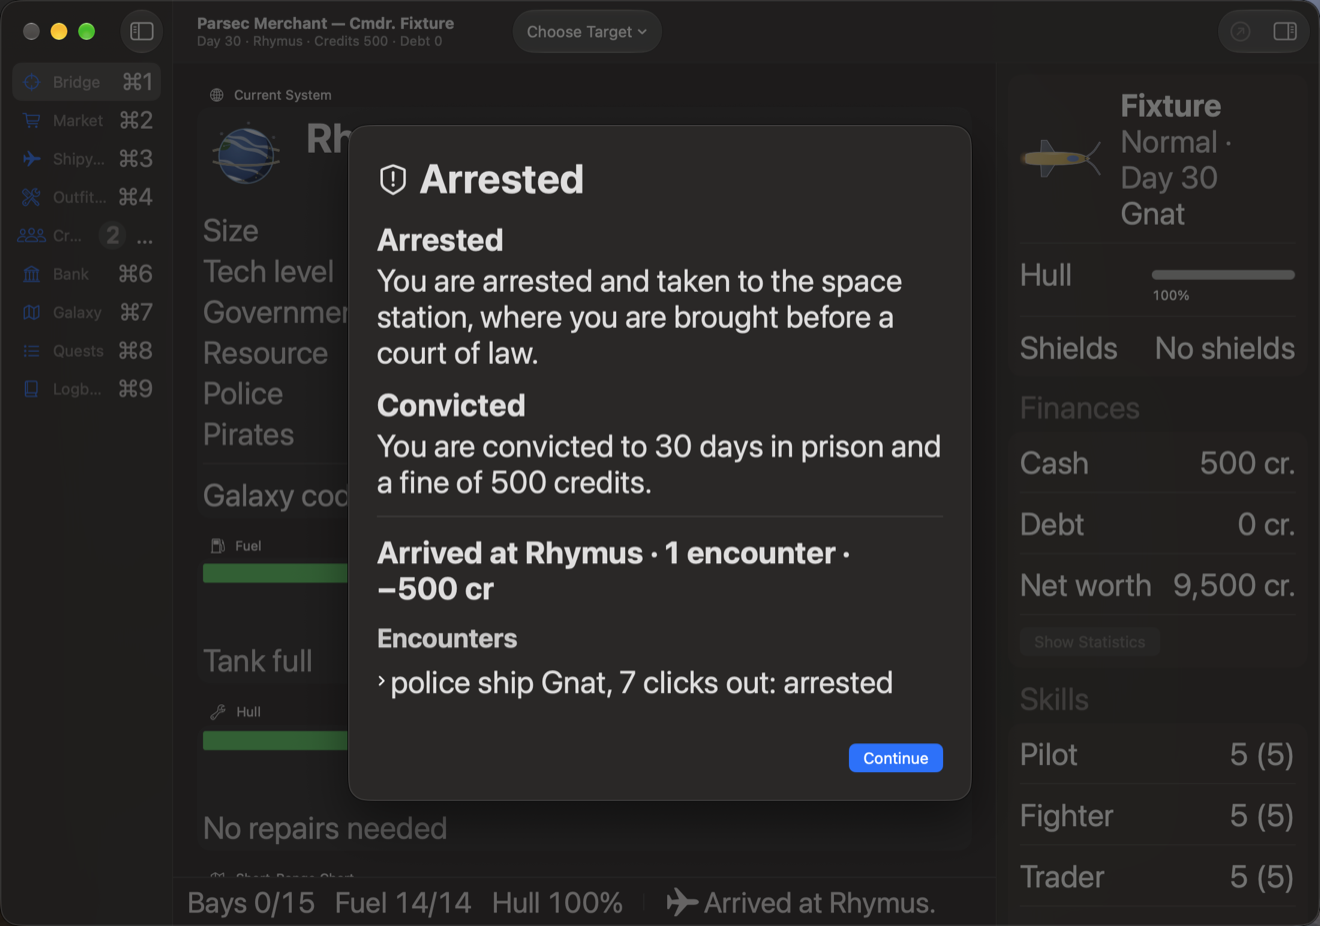 Parsec Merchant — Cmdr. Fixture
Day 30 · Rhymus · Credits 500 · Debt 0
Choose Target
Bridge ⌘1
Market ⌘2
Shipy... ⌘3
Outfit... ⌘4
Cr... 2 ...
Bank ⌘6
Galaxy ⌘7
Quests ⌘8
Logb... ⌘9
Current System
Rh
Size
Tech level
Governme
Resource
Police
Pirates
Galaxy cod
Fuel
Tank full
Hull
No repairs needed
Bays 0/15 Fuel 14/14 Hull 100% Arrived at Rhymus.
Arrested
Arrested
You are arrested and taken to the space
station, where you are brought before a
court of law.
Convicted
You are convicted to 30 days in prison and
a fine of 500 credits.
Arrived at Rhymus · 1 encounter ·
−500 cr
Encounters
police ship Gnat, 7 clicks out: arrested
Continue
Fixture
Normal ·
Day 30
Gnat
Hull
100%
Shields No shields
Finances
Cash 500 cr.
Debt 0 cr.
Net worth 9,500 cr.
Show Statistics
Skills
Pilot 5 (5)
Fighter 5 (5)
Trader 5 (5)